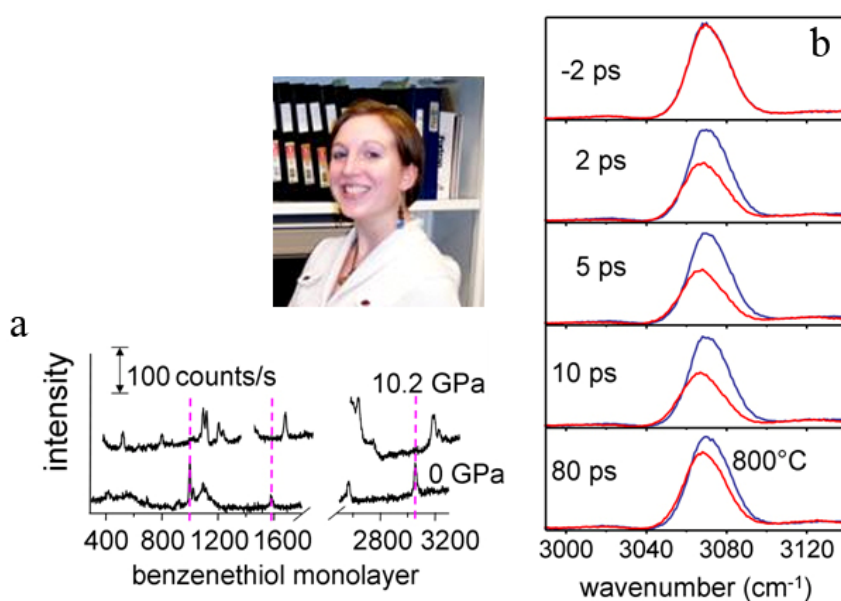 b
-2 ps
2 ps
5 ps
10 ps
80 ps
800°C
3000 3040 3080 3120
wavenumber (cm⁻¹)
a
100 counts/s
10.2 GPa
0 GPa
intensity
400 800 1200 1600 2800 3200
benzenethiol monolayer